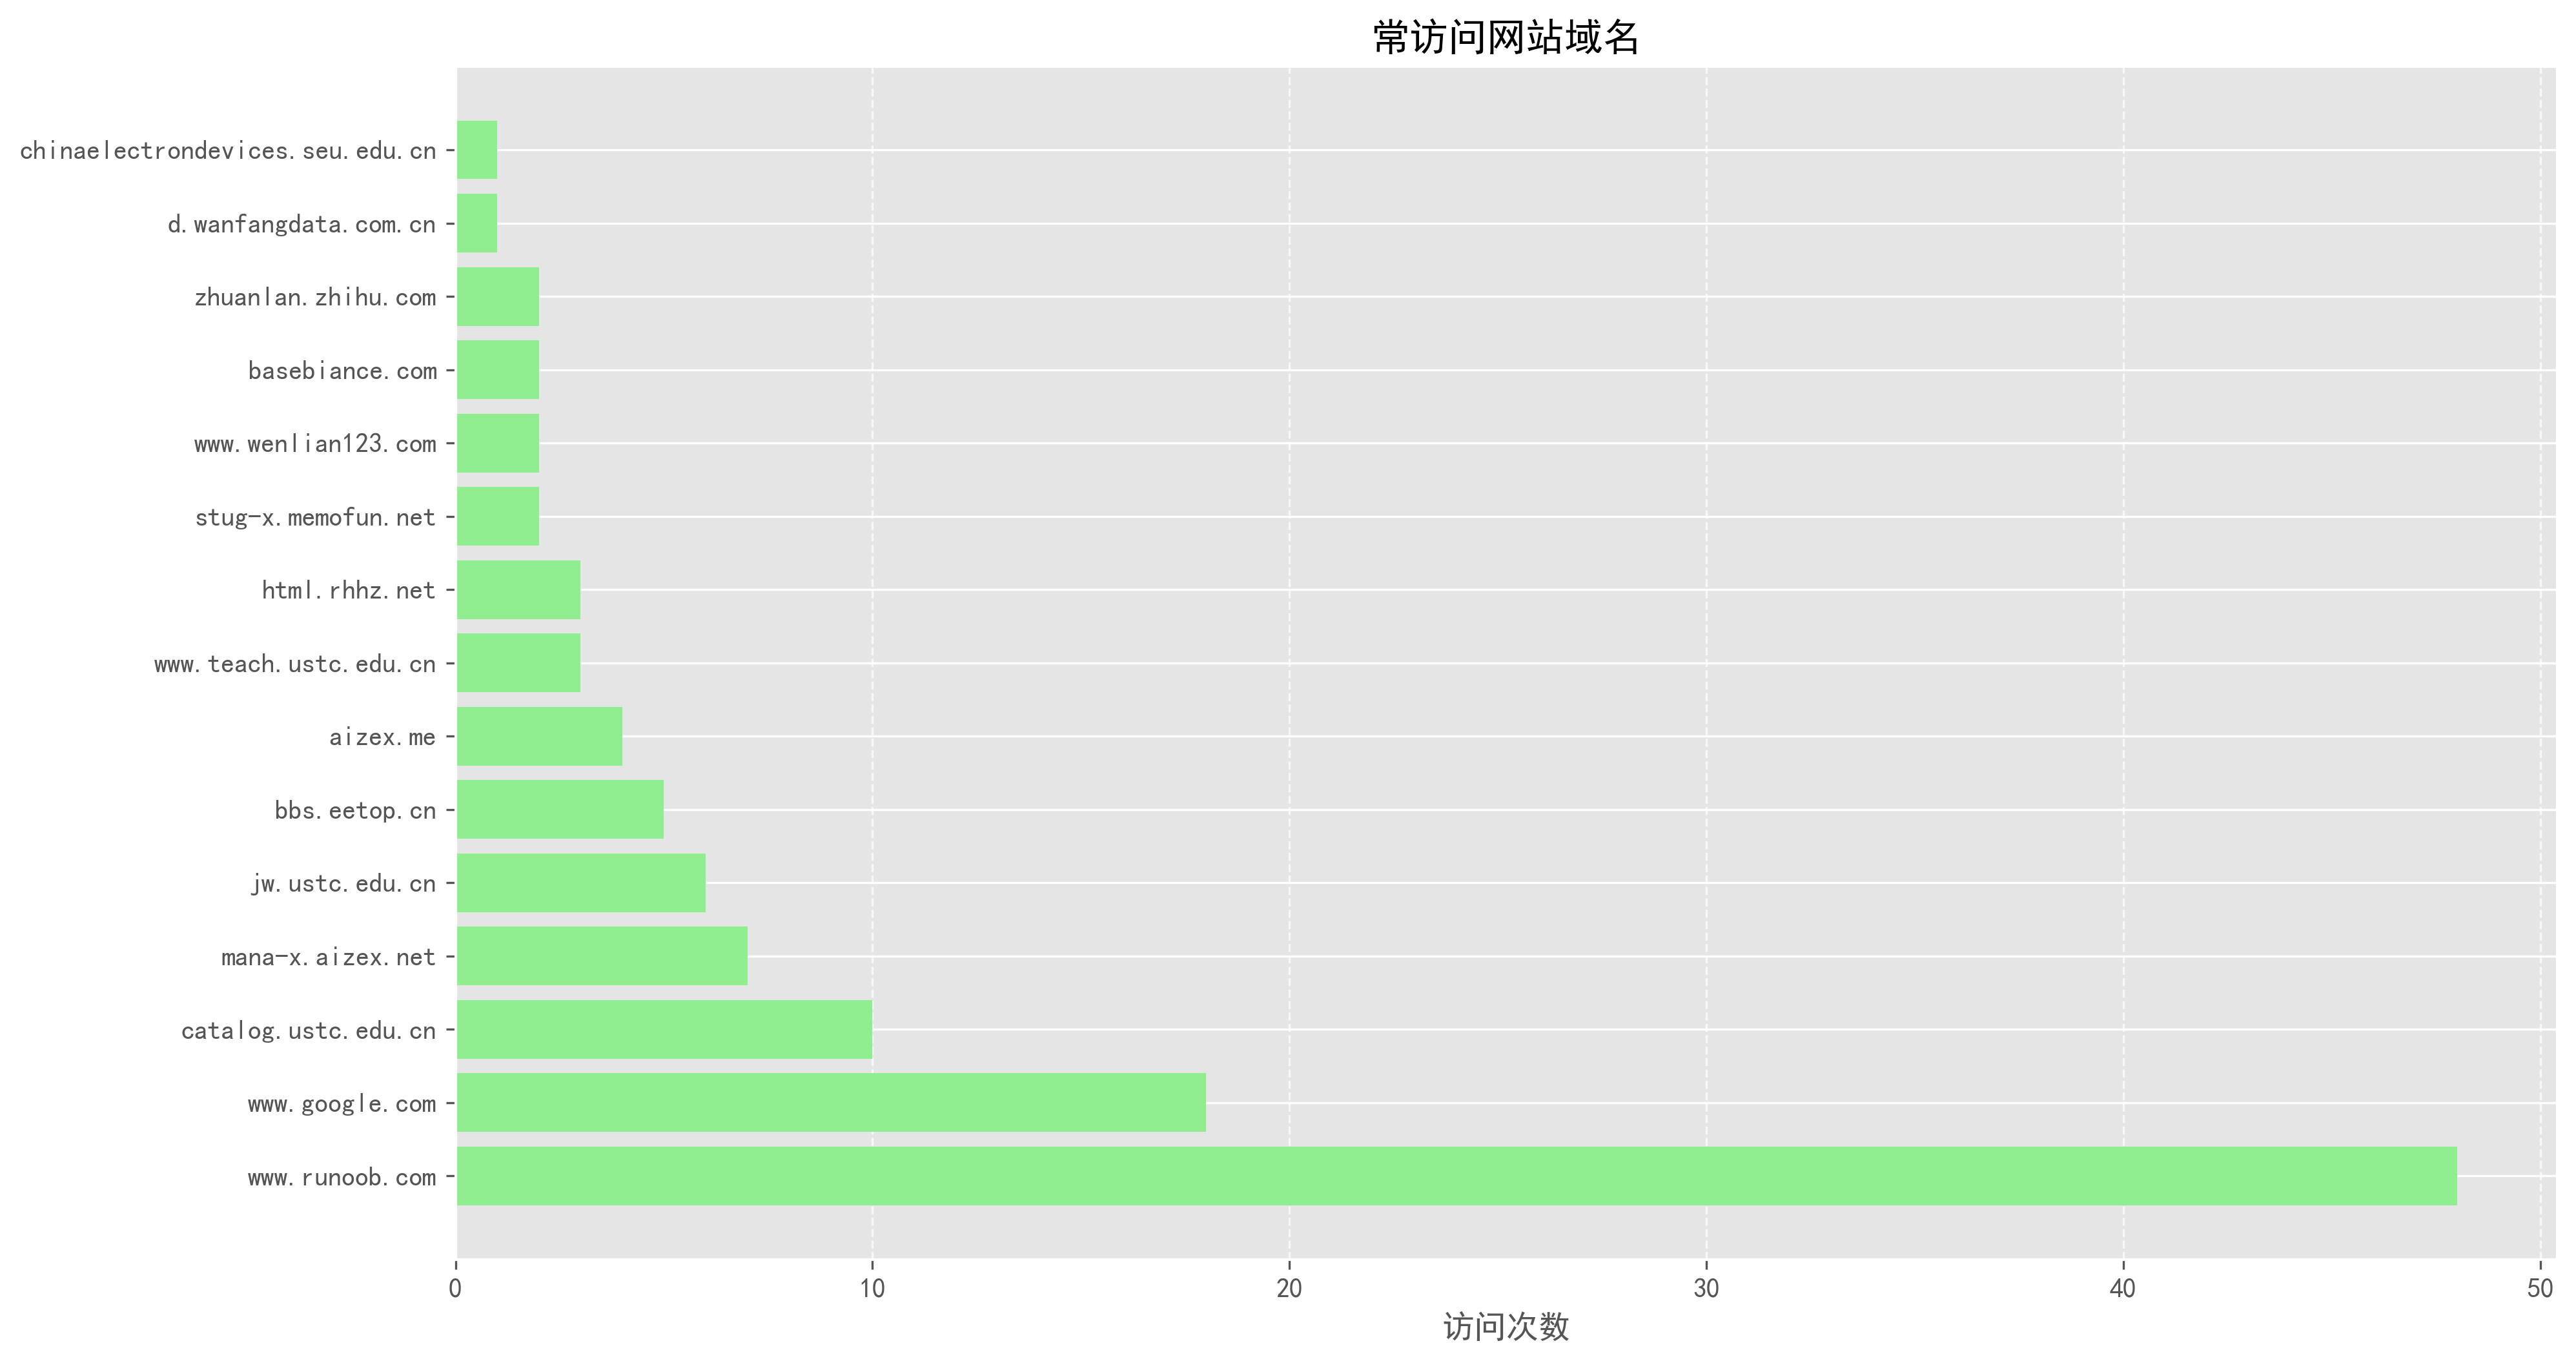 常访问网站域名
chinaelectrondevices.seu.edu.cn
d.wanfangdata.com.cn
zhuanlan.zhihu.com
basebiance.com
www.wenlian123.com
stug-x.memofun.net
html.rhhz.net
www.teach.ustc.edu.cn
aizex.me
bbs.eetop.cn
jw.ustc.edu.cn
mana-x.aizex.net
catalog.ustc.edu.cn
www.google.com
www.runoob.com
0 10 20 30 40 50
访问次数